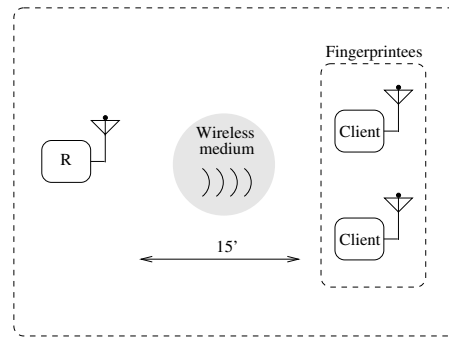 Fingerprintees
Wireless
medium
R
Client
Client
15'